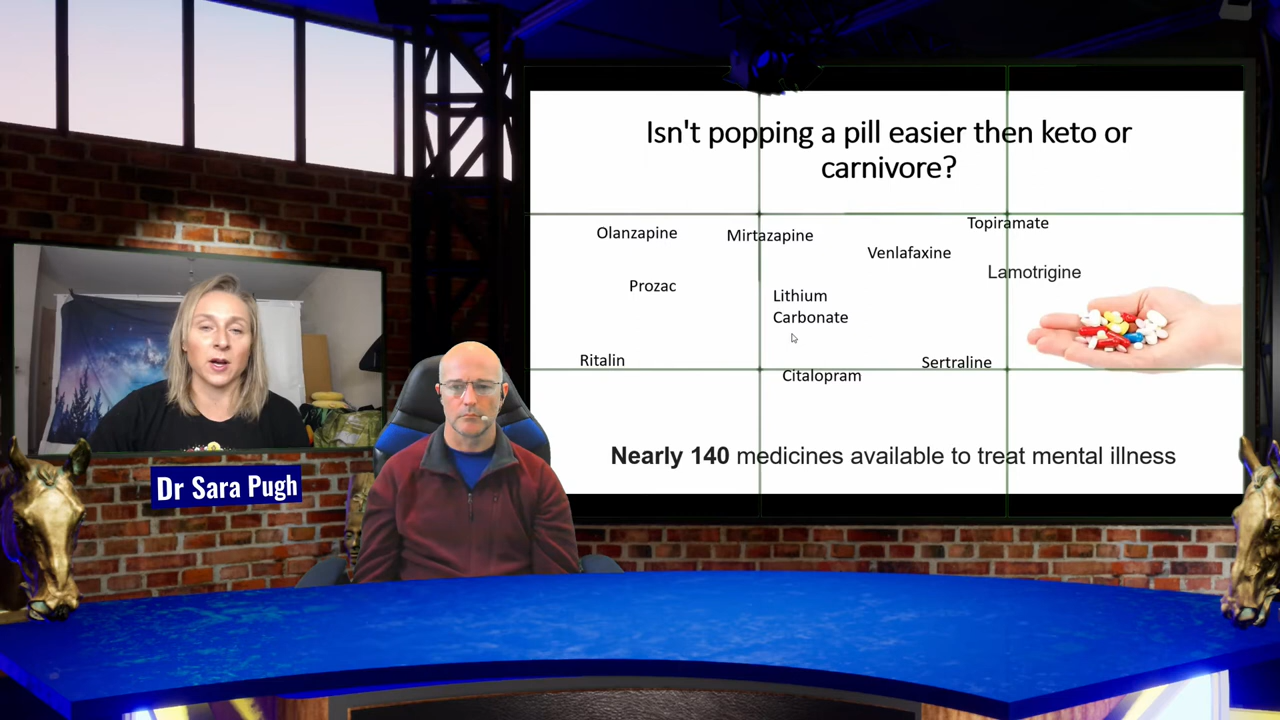 Isn't popping a pill easier then keto or
carnivore?
Topiramate
Olanzapine
Mirtazapine
Venlafaxine
Lamotrigine
Prozac
Lithium
Carbonate
Ritalin
Sertraline
Citalopram
Nearly 140 medicines available to treat mental illness
Dr Sara Pugh